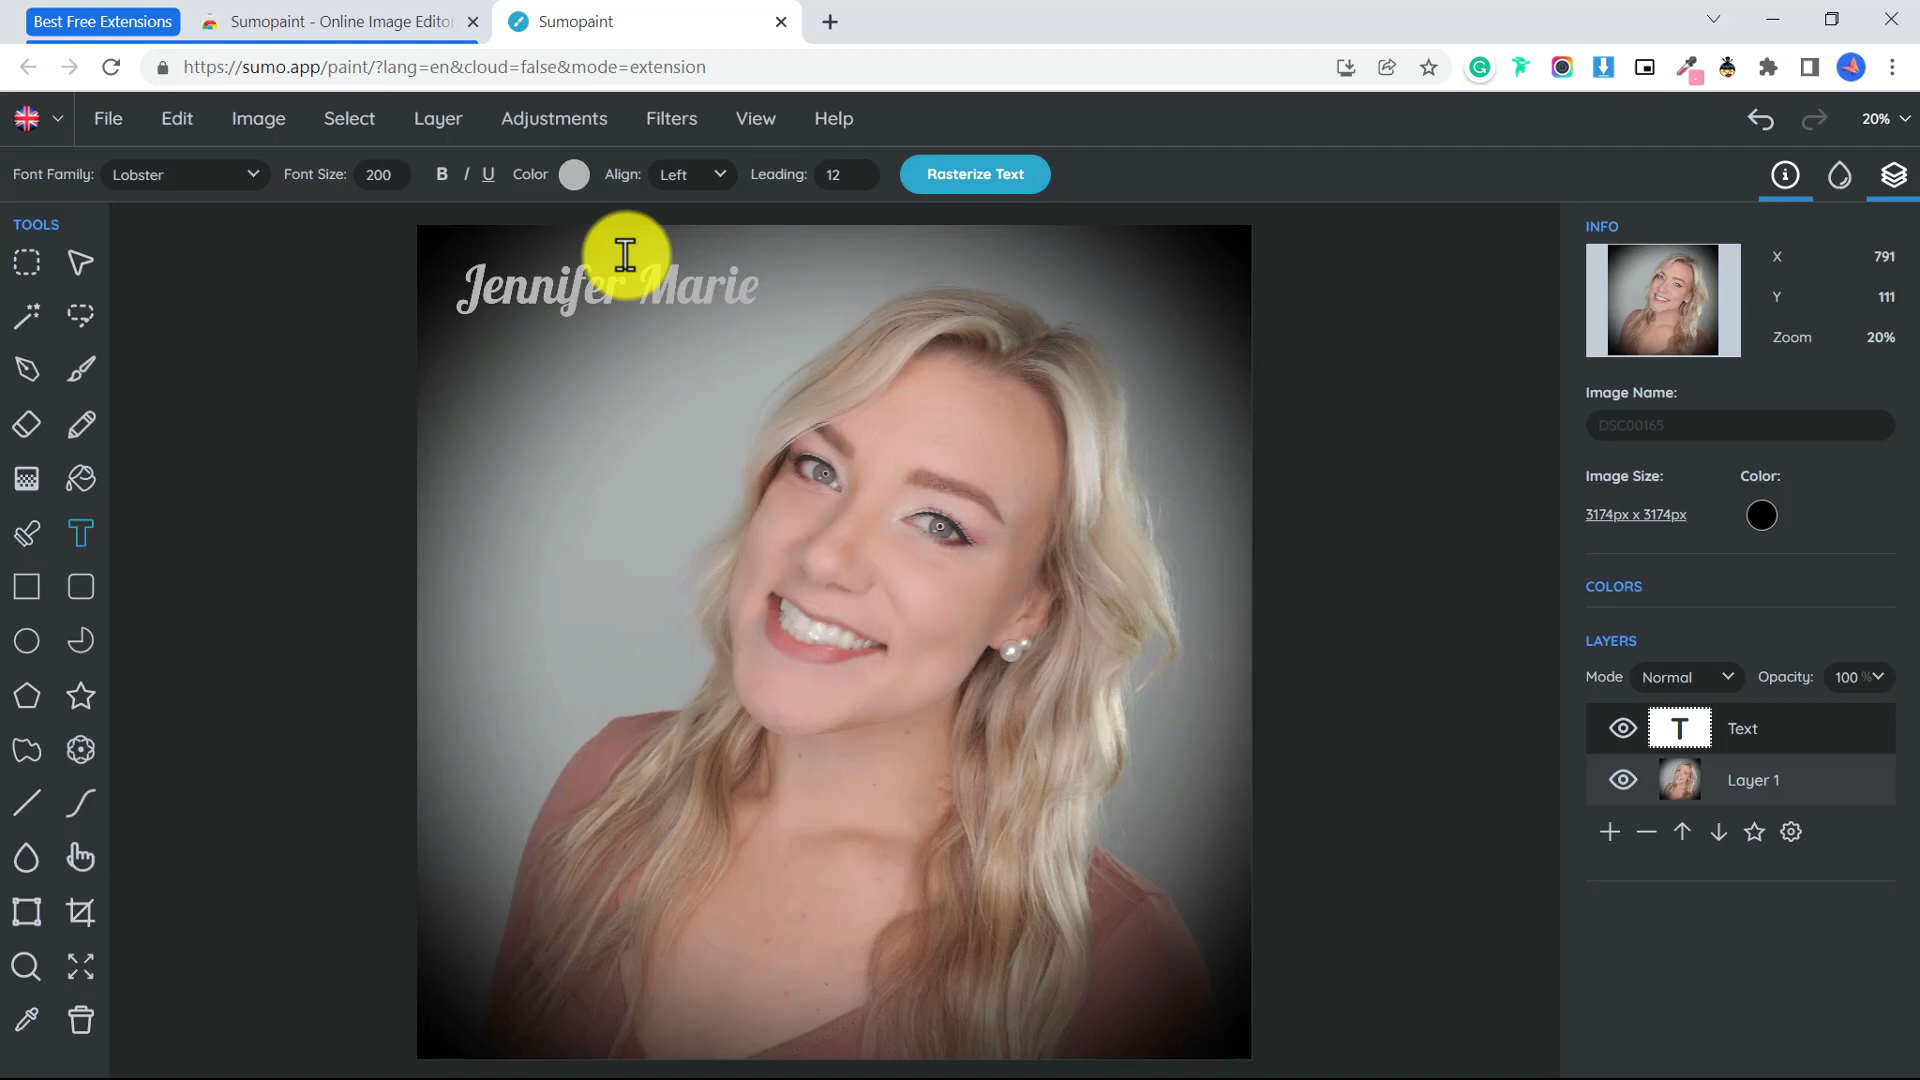 Best Free Extensions
Sumopaint - Online Image Editor
Sumopaint
https://sumo.app/paint/?lang=en&cloud=false&mode=extension
File Edit Image Select Layer Adjustments Filters View Help
20%
Font Family: Lobster Font Size: 200 B I U Color Align: Left Leading: 12 Rasterize Text
TOOLS
Jennifer Marie
T
INFO
X 791
Y 111
Zoom 20%
Image Name:
DSC00165
Image Size: Color:
3174px x 3174px
COLORS
LAYERS
Mode Normal Opacity: 100 %
T Text
Layer 1